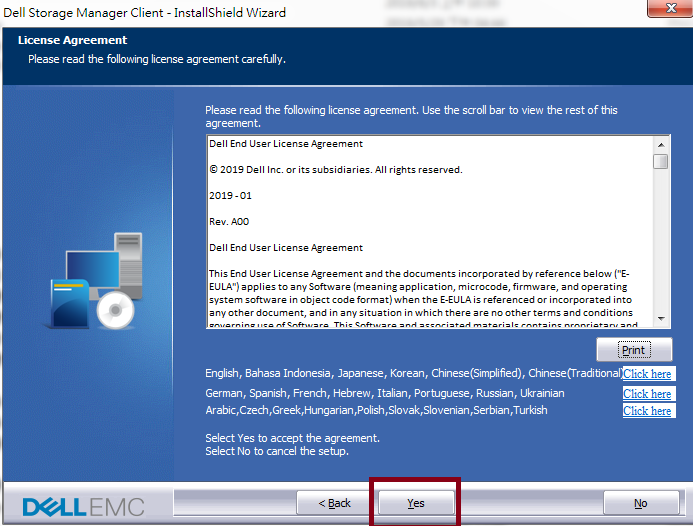 Dell Storage Manager Client - InstallShield Wizard
License Agreement
Please read the following license agreement carefully.
Please read the following license agreement. Use the scroll bar to view the rest of this
agreement.
Dell End User License Agreement
© 2019 Dell Inc. or its subsidiaries. All rights reserved.
2019 - 01
Rev. A00
Dell End User License Agreement
This End User License Agreement and the documents incorporated by reference below ("E-
EULA") applies to any Software (meaning application, microcode, firmware, and operating
system software in object code format) when the E-EULA is referenced or incorporated into
any other document, and in any situation in which there are no other terms and conditions
governing use of Software. This Software and associated materials contains proprietary and
Print
English, Bahasa Indonesia, Japanese, Korean, Chinese(Simplified), Chinese(Traditional) Click here
German, Spanish, French, Hebrew, Italian, Portuguese, Russian, Ukrainian Click here
Arabic,Czech,Greek,Hungarian,Polish,Slovak,Slovenian,Serbian,Turkish Click here
Select Yes to accept the agreement.
Select No to cancel the setup.
DELLEMC
< Back
Yes
No